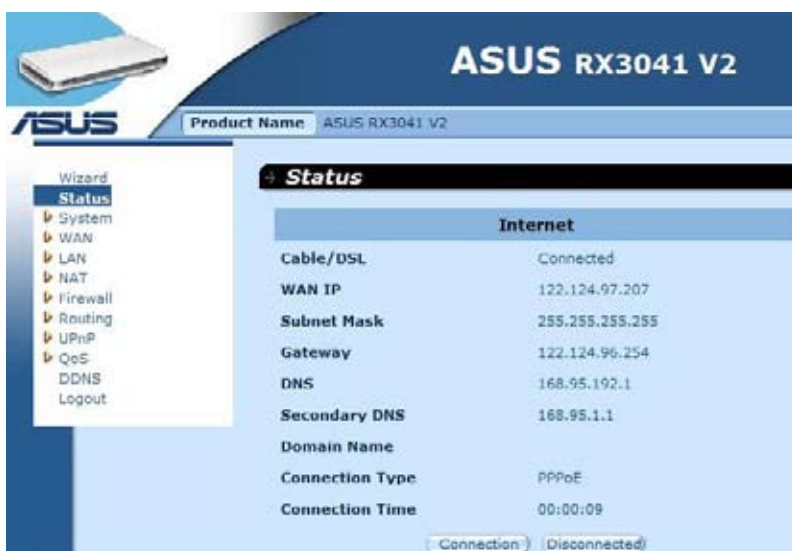 ASUS RX3041 V2
ASUS
Product Name ASUS RX3041 V2
Wizard
Status
System
WAN
LAN
NAT
Firewall
Routing
UPnP
QoS
DDNS
Logout
Status
Internet
Cable/DSL Connected
WAN IP 122.124.97.207
Subnet Mask 255.255.255.255
Gateway 122.124.96.254
DNS 168.95.192.1
Secondary DNS 168.95.1.1
Domain Name
Connection Type PPPoE
Connection Time 00:00:09
Connection Disconnected